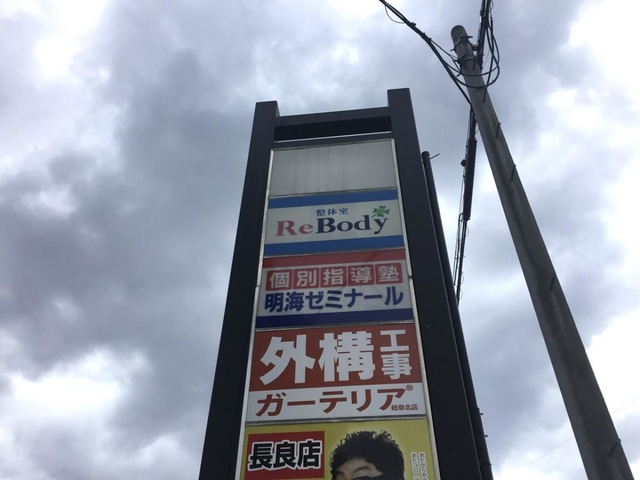 整体室
ReBody
個別指導塾
明海ゼミナール
外構工事
ガーテリア®
岐阜北店
長良店